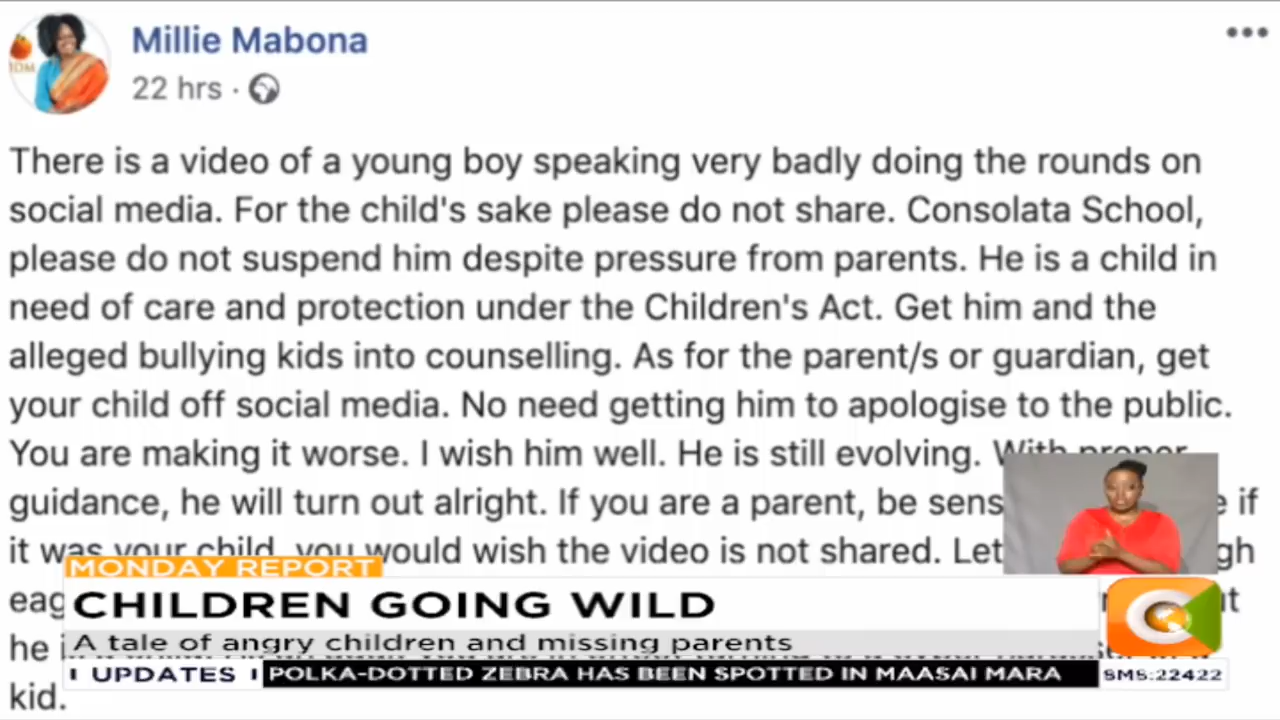 Millie Mabona
22 hrs ·
There is a video of a young boy speaking very badly doing the rounds on
social media. For the child's sake please do not share. Consolata School,
please do not suspend him despite pressure from parents. He is a child in
need of care and protection under the Children's Act. Get him and the
alleged bullying kids into counselling. As for the parent/s or guardian, get
your child off social media. No need getting him to apologise to the public.
You are making it worse. I wish him well. He is still evolving. With proper
guidance, he will turn out alright. If you are a parent, be if
it was your child, you would wish the video is not shared.
he
kid.
MONDAY REPORT
CHILDREN GOING WILD
A tale of angry children and missing parents
UPDATES
POLKA-DOTTED ZEBRA HAS BEEN SPOTTED IN MAASAI MARA
SMS:22422